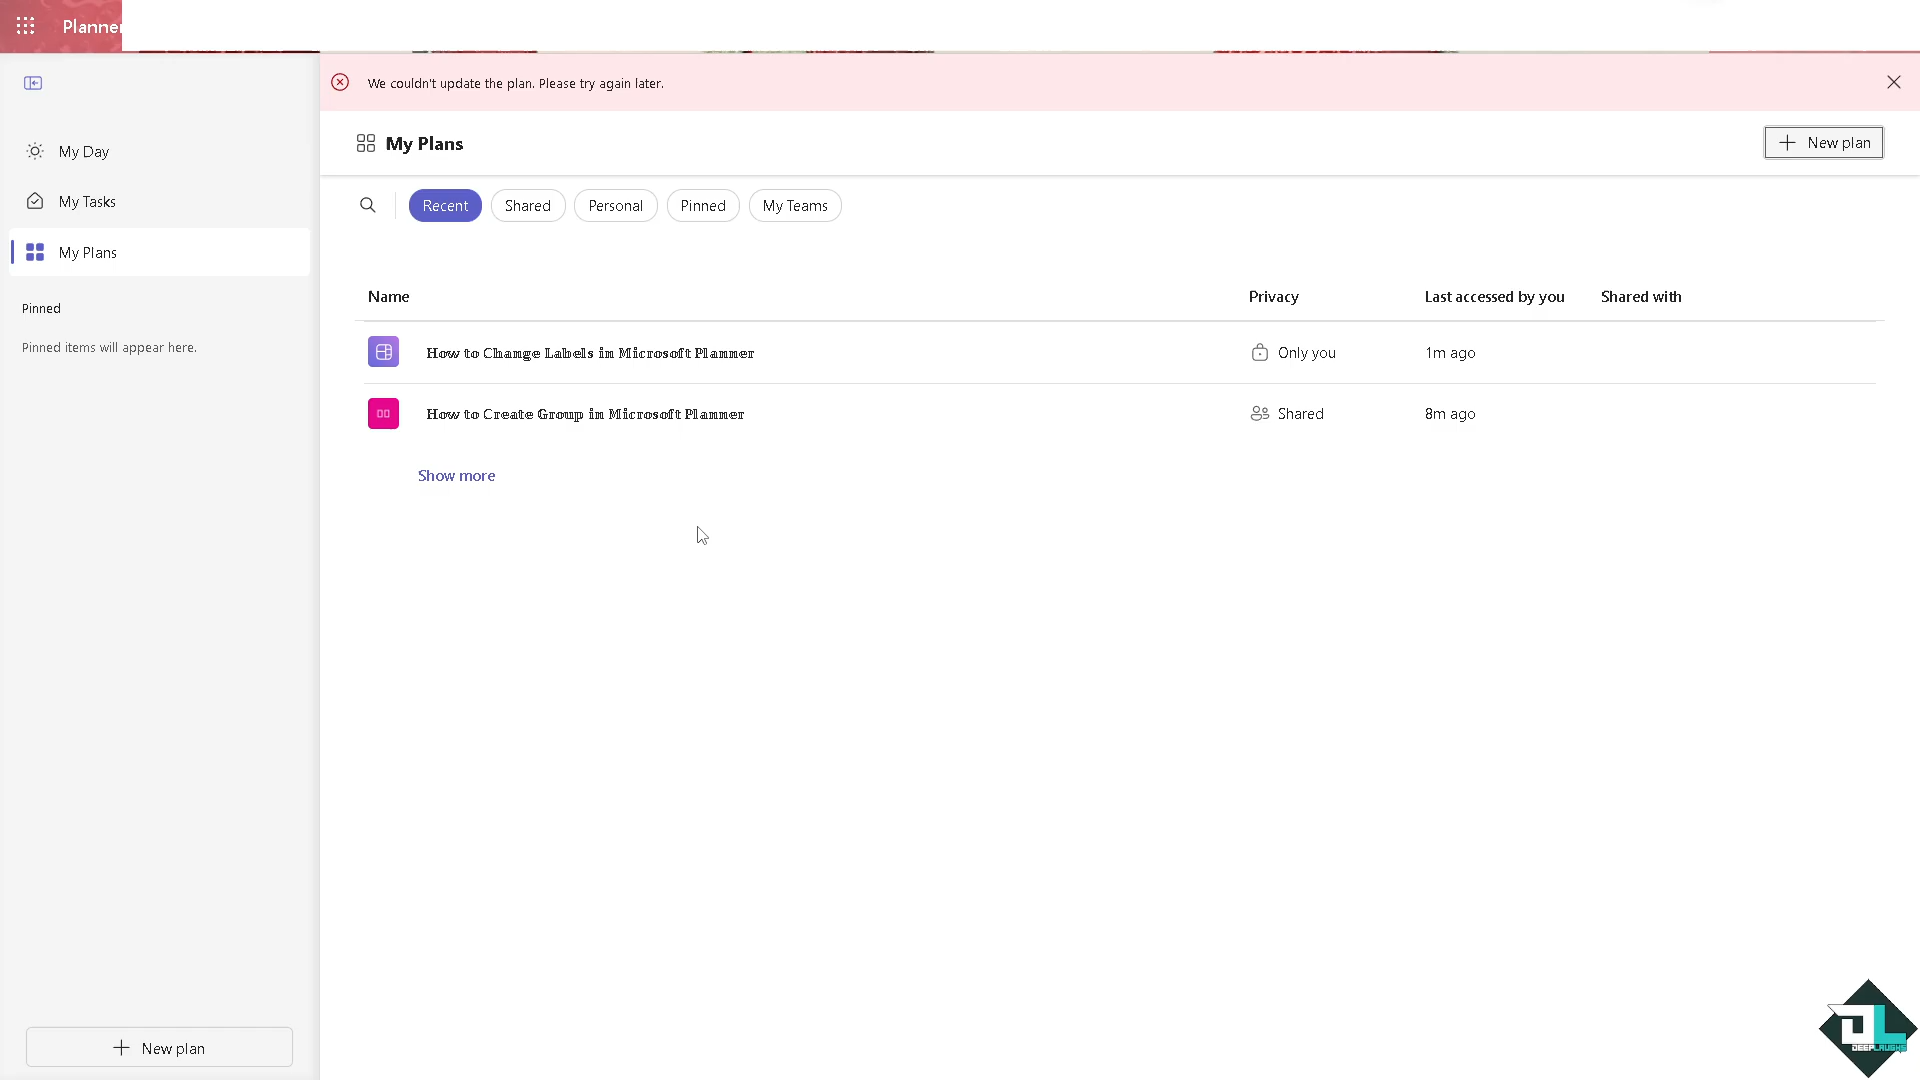 Planner
We couldn't update the plan. Please try again later.
My Plans
+ New plan
My Day
My Tasks
My Plans
Pinned
Pinned items will appear here.
Recent
Shared
Personal
Pinned
My Teams
Name Privacy Last accessed by you Shared with
How to Change Labels in Microsoft Planner Only you 1m ago
How to Create Group in Microsoft Planner Shared 8m ago
Show more
+ New plan
JL
DEEPLAUGHS